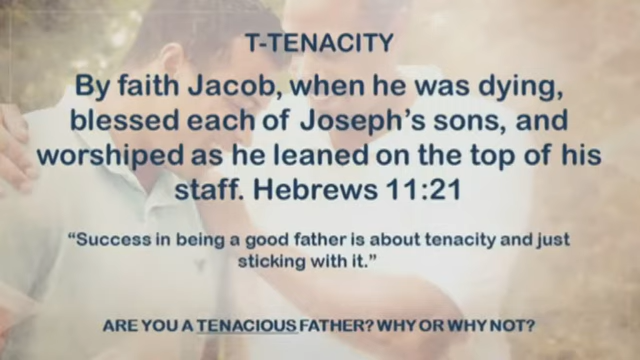 T-TENACITY
By faith Jacob, when he was dying,
blessed each of Joseph’s sons, and
worshiped as he leaned on the top of his
staff. Hebrews 11:21
“Success in being a good father is about tenacity and just
sticking with it.”
ARE YOU A TENACIOUS FATHER? WHY OR WHY NOT?